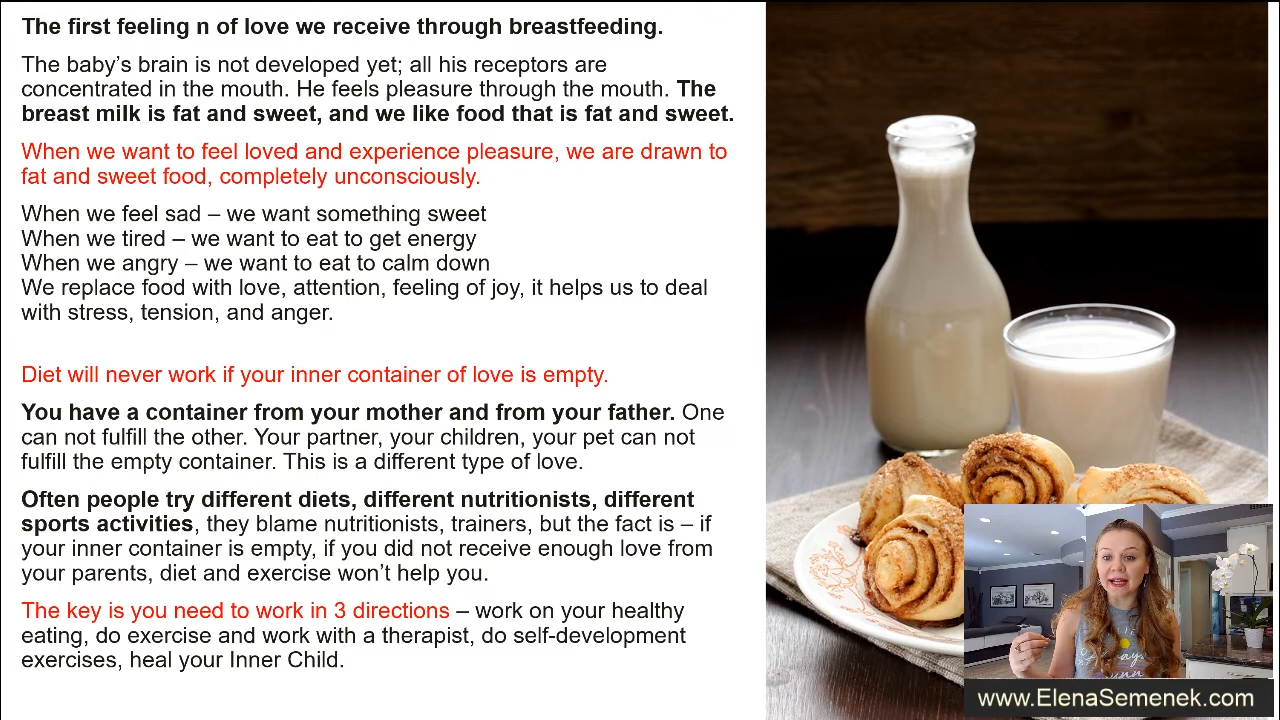 The first feeling n of love we receive through breastfeeding.
The baby’s brain is not developed yet; all his receptors are
concentrated in the mouth. He feels pleasure through the mouth. The
breast milk is fat and sweet, and we like food that is fat and sweet.
When we want to feel loved and experience pleasure, we are drawn to
fat and sweet food, completely unconsciously.
When we feel sad – we want something sweet
When we tired – we want to eat to get energy
When we angry – we want to eat to calm down
We replace food with love, attention, feeling of joy, it helps us to deal
with stress, tension, and anger.
Diet will never work if your inner container of love is empty.
You have a container from your mother and from your father. One
can not fulfill the other. Your partner, your children, your pet can not
fulfill the empty container. This is a different type of love.
Often people try different diets, different nutritionists, different
sports activities, they blame nutritionists, trainers, but the fact is – if
your inner container is empty, if you did not receive enough love from
your parents, diet and exercise won’t help you.
The key is you need to work in 3 directions – work on your healthy
eating, do exercise and work with a therapist, do self-development
exercises, heal your Inner Child.
www.ElenaSemenek.com